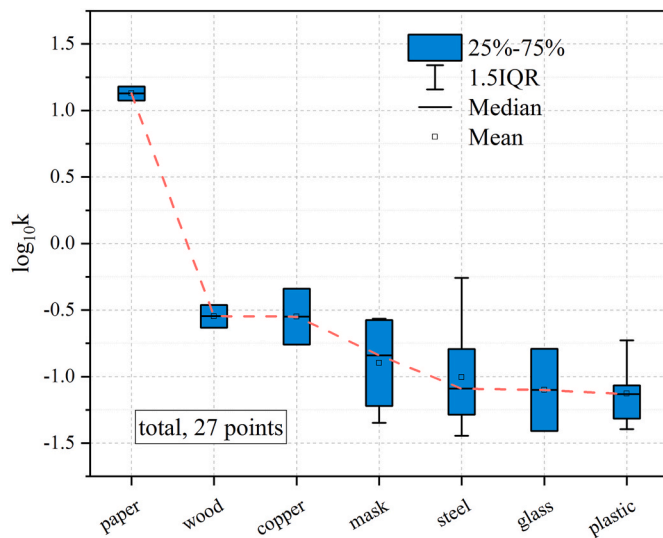 1.5
1.0
0.5
0.0
-0.5
-1.0
-1.5
log10k
25%-75%
1.5IQR
Median
Mean
total, 27 points
paper
wood
copper
mask
steel
glass
plastic